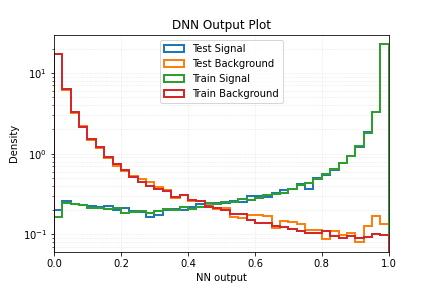 DNN Output Plot
Test Signal
Test Background
Train Signal
Train Background
Density
10¹
10⁰
10⁻¹
0.0 0.2 0.4 0.6 0.8 1.0
NN output